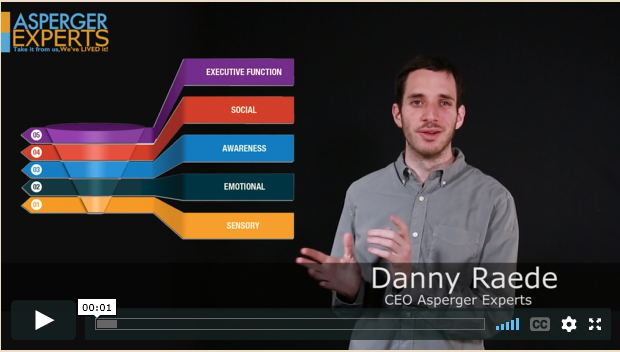 ASPERGER
EXPERTS
Take it from us, We've LIVED it!
EXECUTIVE FUNCTION
SOCIAL
AWARENESS
EMOTIONAL
SENSORY
05
04
03
02
01
Danny Raede
CEO Asperger Experts
00:01
CC